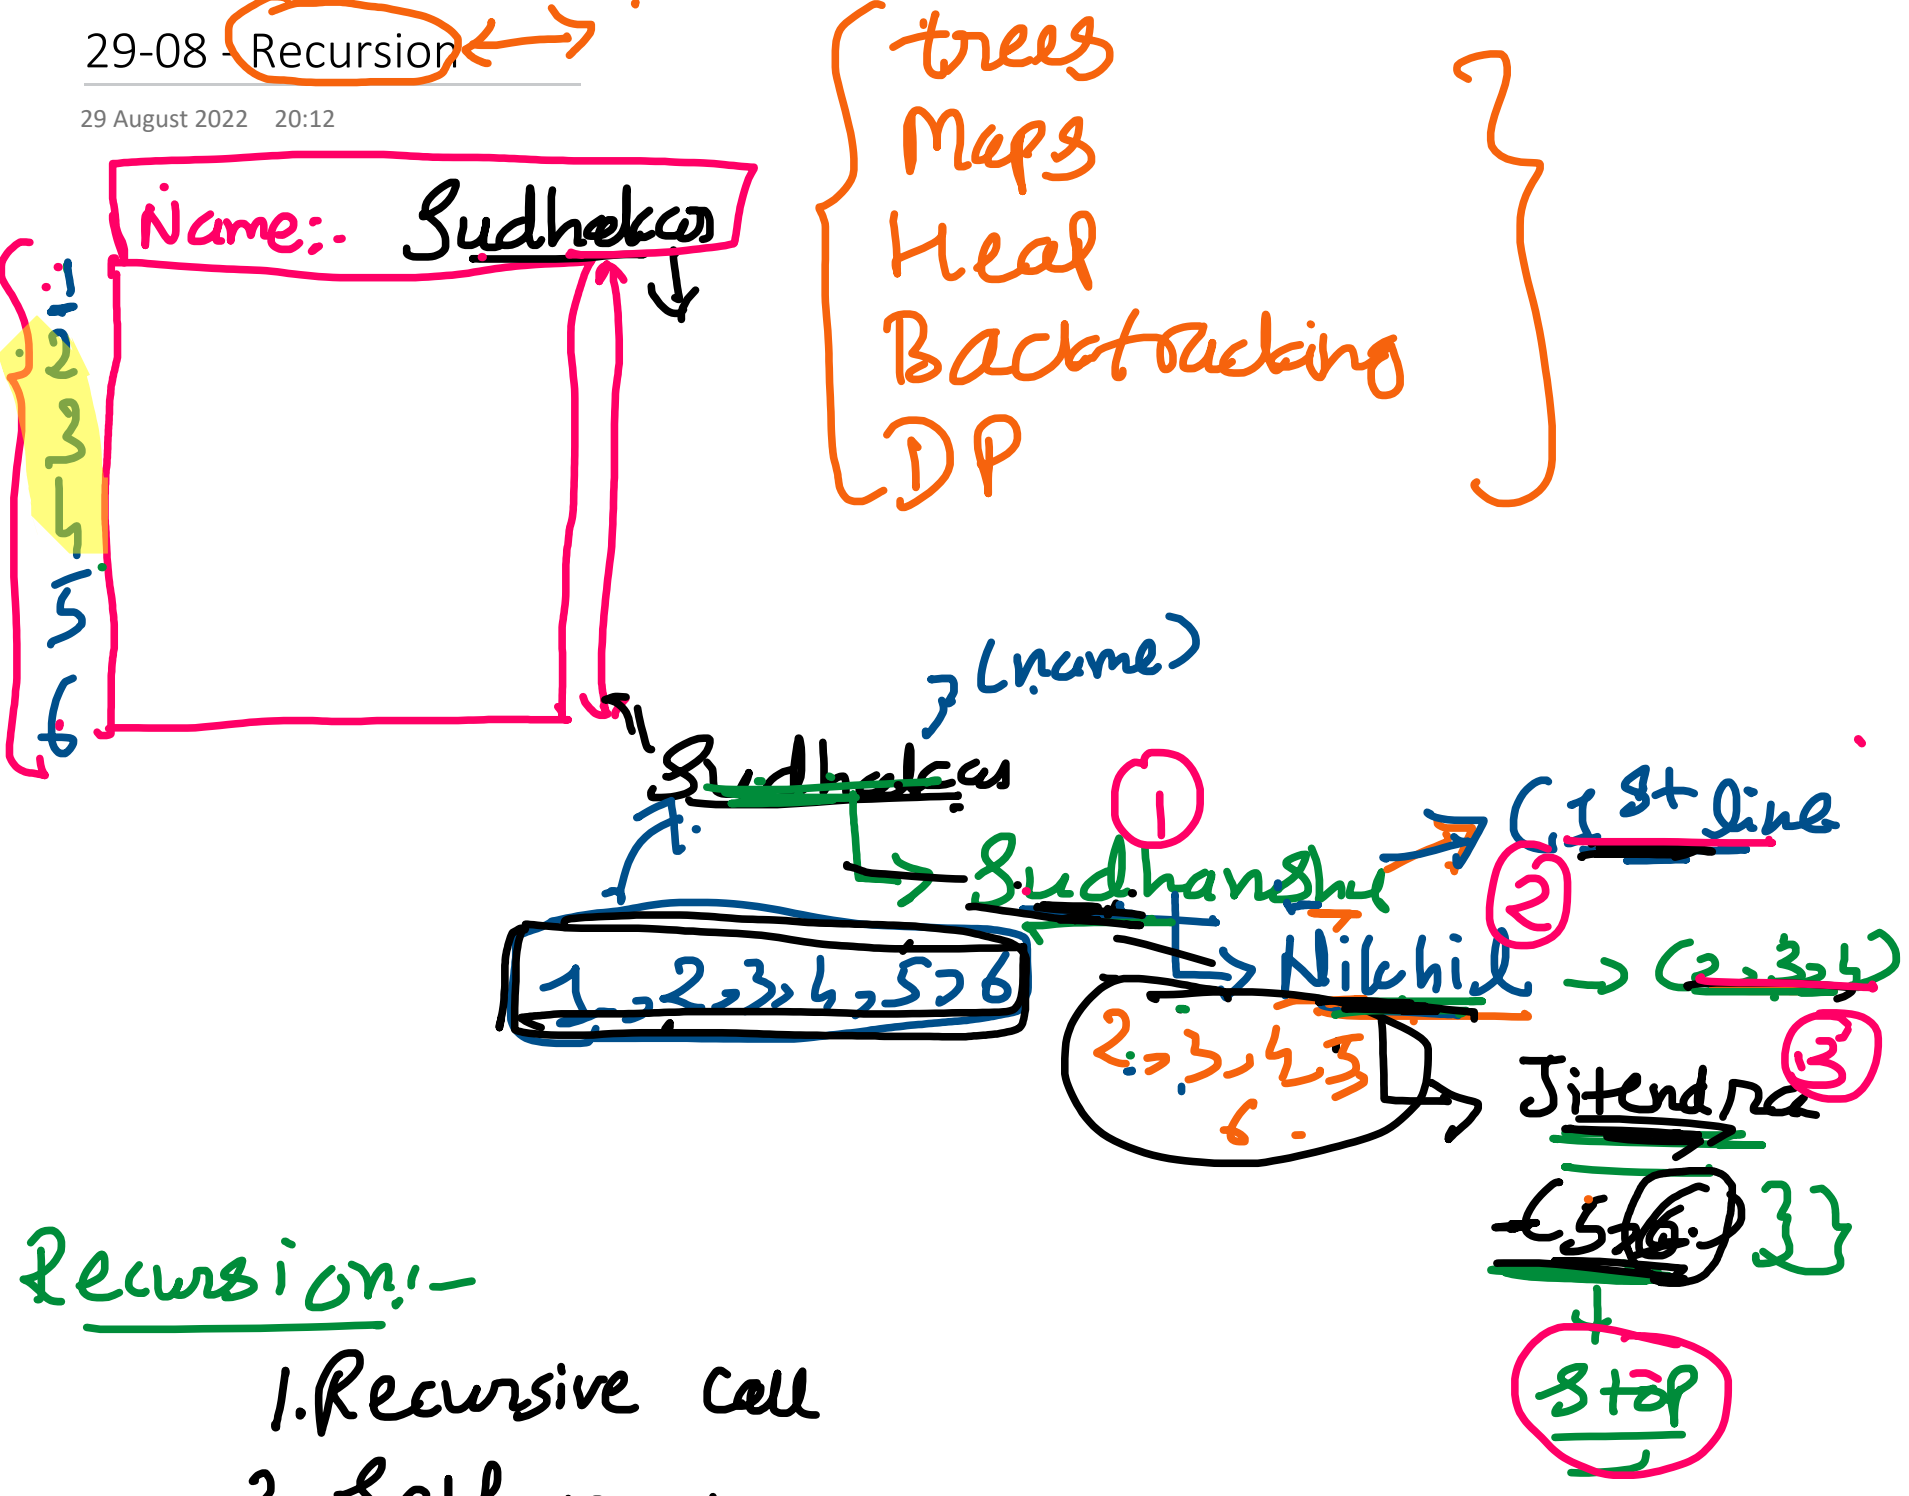 29-08 - Recursion
29 August 2022 20:12
trees
Maps
Heap
Backtracking
DP
Name:- Sudhakar
1
2
3
4
5
6
(name)
Sudhakar
1
Sudhanshu
(1st line
2
Nikhil
(2,3,4)
1,2,3,4,5,6
2,3,4,5
6
3
Jitendra
(5,6)
stop
Recursion:-
1. Recursive call
2.